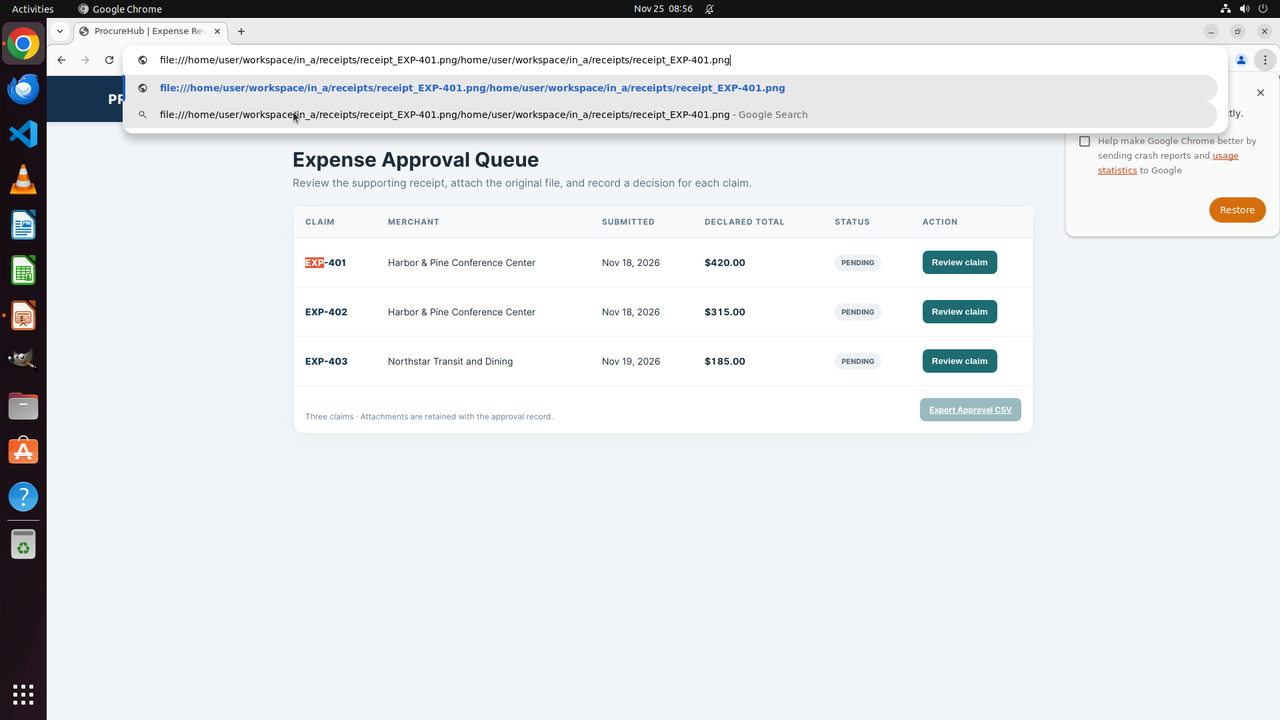 Activities
Google Chrome
Nov 25 08:56
ProcureHub | Expense Rev
file:///home/user/workspace/in_a/receipts/receipt_EXP-401.png/home/user/workspace/in_a/receipts/receipt_EXP-401.png
file:///home/user/workspace/in_a/receipts/receipt_EXP-401.png/home/user/workspace/in_a/receipts/receipt_EXP-401.png
file:///home/user/workspace/in_a/receipts/receipt_EXP-401.png/home/user/workspace/in_a/receipts/receipt_EXP-401.png - Google Search
Help make Google Chrome better by
sending crash reports and usage
statistics to Google
Restore
Expense Approval Queue
Review the supporting receipt, attach the original file, and record a decision for each claim.
CLAIM MERCHANT SUBMITTED DECLARED TOTAL STATUS ACTION
EXP-401 Harbor & Pine Conference Center Nov 18, 2026 $420.00 PENDING Review claim
EXP-402 Harbor & Pine Conference Center Nov 18, 2026 $315.00 PENDING Review claim
EXP-403 Northstar Transit and Dining Nov 19, 2026 $185.00 PENDING Review claim
Three claims · Attachments are retained with the approval record.
Export Approval CSV